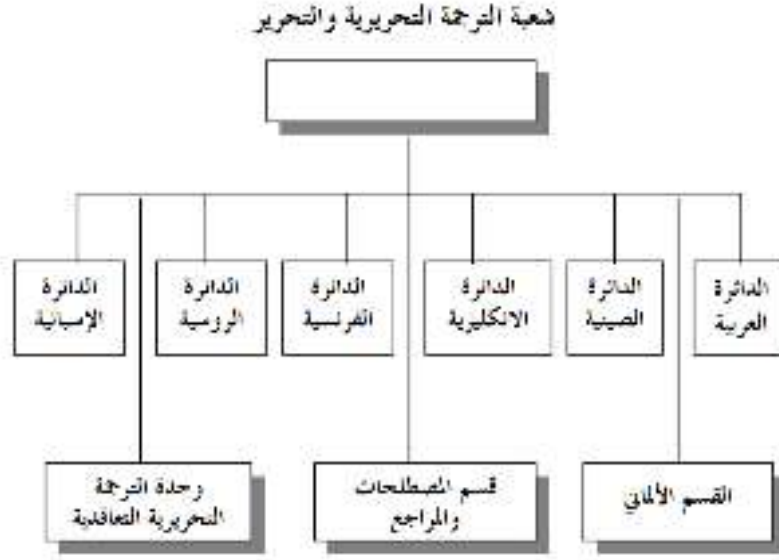 شعبة الترجمة التحريرية والتحرير
الدائرة
العربية
الدائرة
الصينية
الدائرة
الانكليزية
الدائرة
الفرنسية
الدائرة
الروسية
الدائرة
الإسبانية
القسم الألماني
قسم المصطلحات
والمراجع
وحدة الترجمة
التحريرية التعاقدية